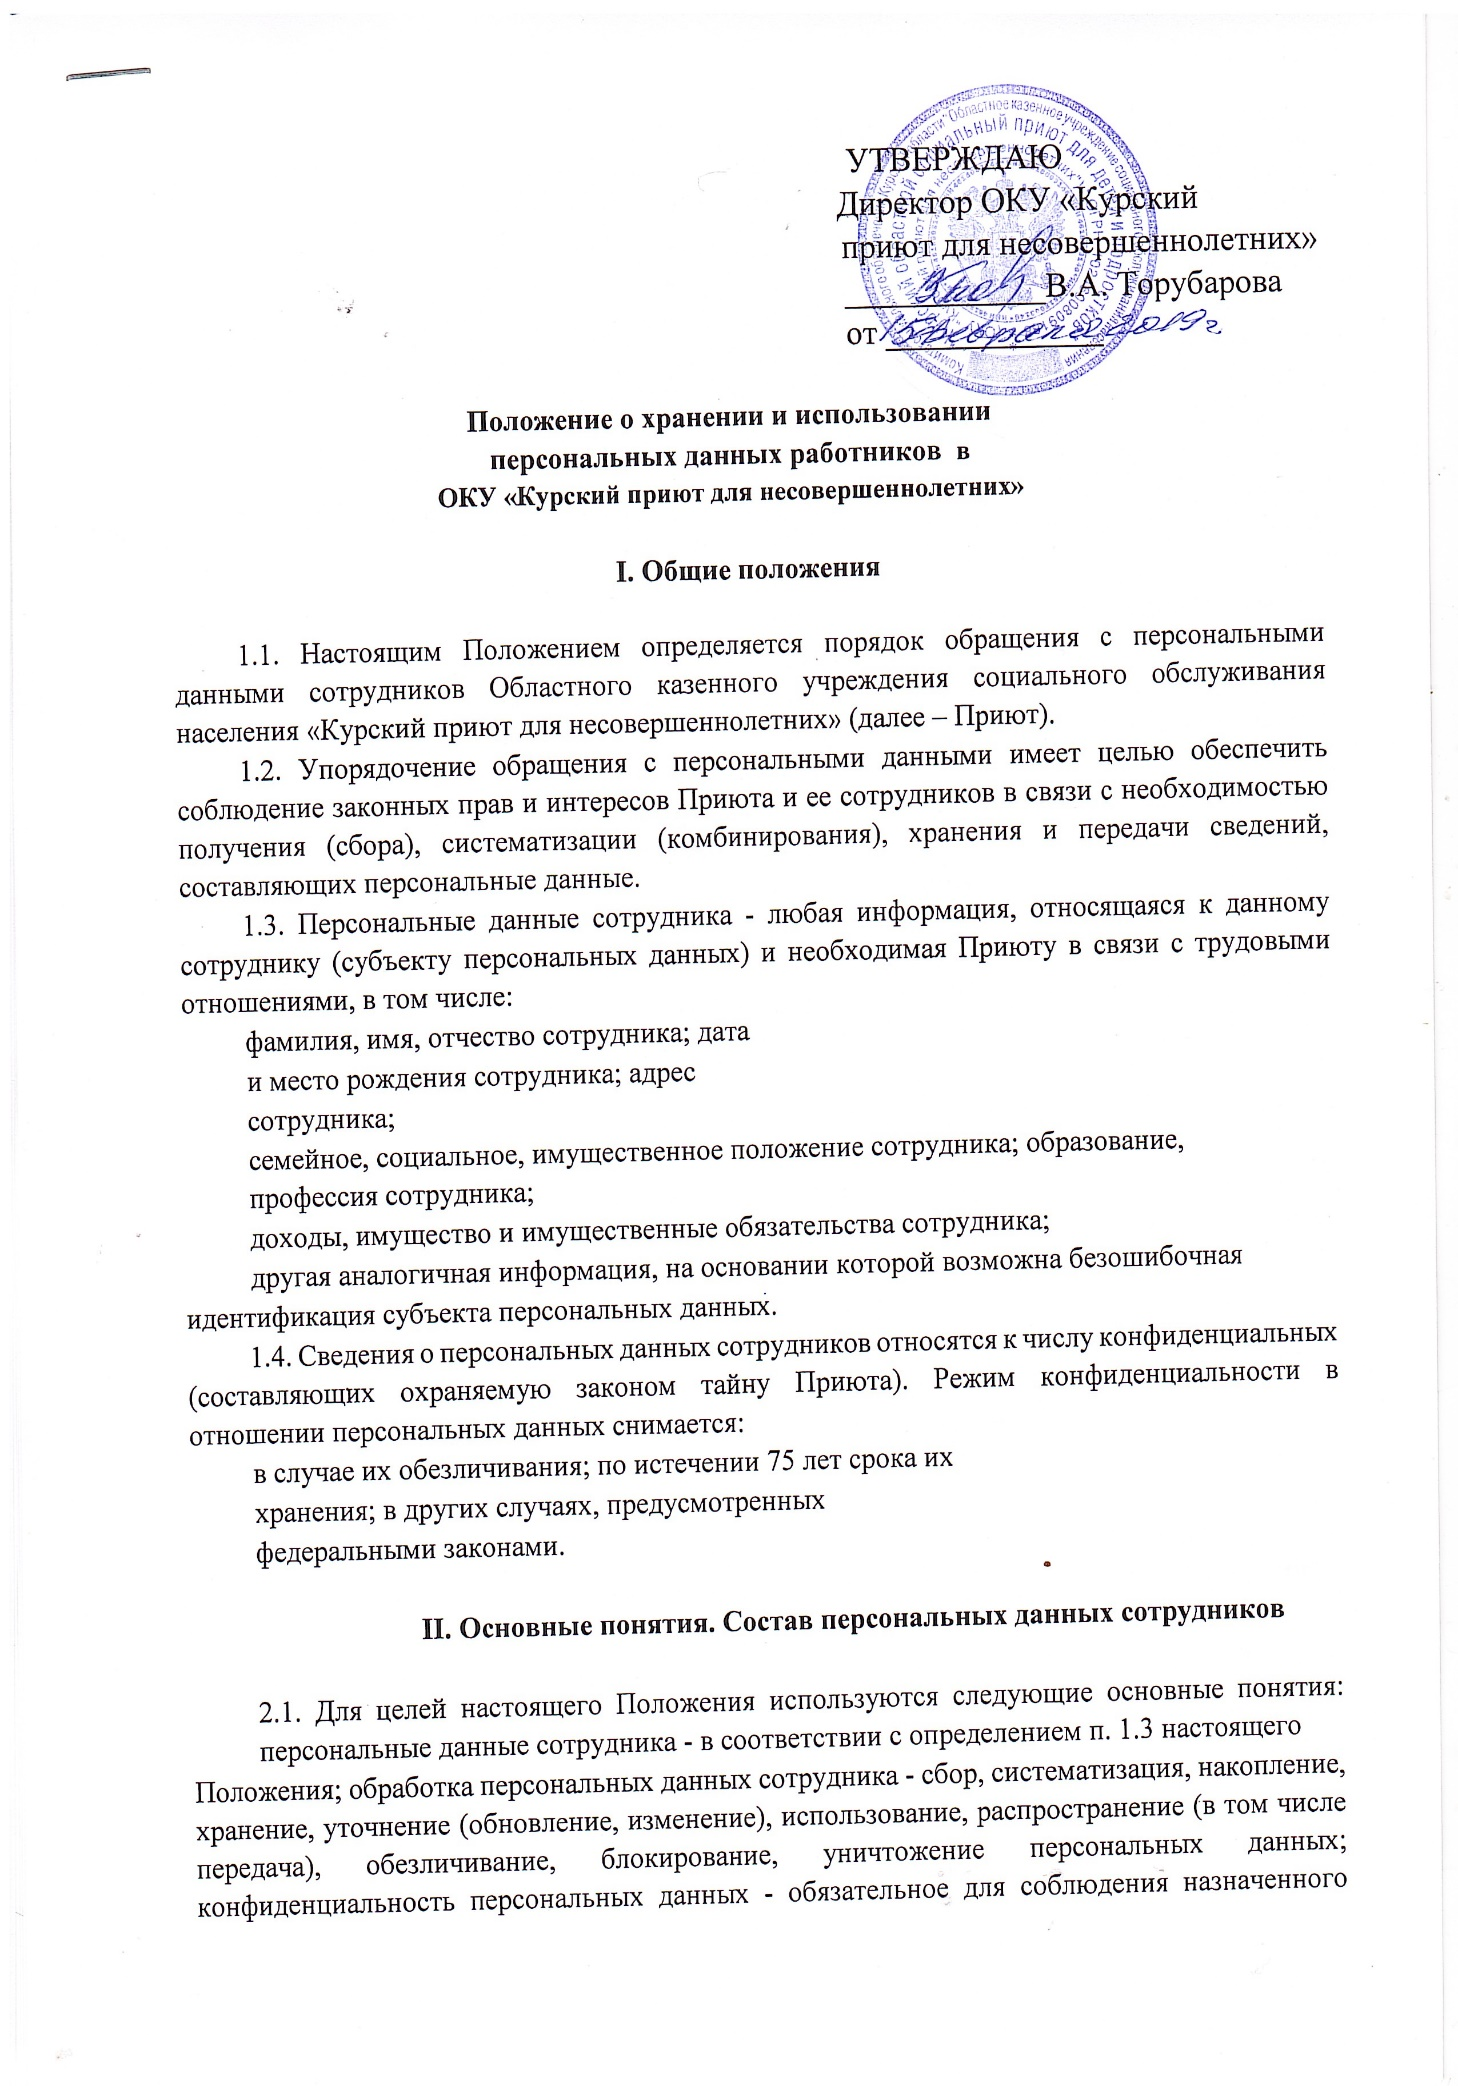 УТВЕРЖДАЮ
Директор ОКУ «Курский
приют для несовершеннолетних»
____________ В.А. Торубарова
от 15 февраля 2019 г
Положение о хранении и использовании
персональных данных работников в
ОКУ «Курский приют для несовершеннолетних»
I. Общие положения
1.1. Настоящим Положением определяется порядок обращения с персональными
данными сотрудников Областного казенного учреждения социального обслуживания
населения «Курский приют для несовершеннолетних» (далее – Приют).
1.2. Упорядочение обращения с персональными данными имеет целью обеспечить
соблюдение законных прав и интересов Приюта и ее сотрудников в связи с необходимостью
получения (сбора), систематизации (комбинирования), хранения и передачи сведений,
составляющих персональные данные.
1.3. Персональные данные сотрудника - любая информация, относящаяся к данному
сотруднику (субъекту персональных данных) и необходимая Приюту в связи с трудовыми
отношениями, в том числе:
фамилия, имя, отчество сотрудника; дата
и место рождения сотрудника; адрес
сотрудника;
семейное, социальное, имущественное положение сотрудника; образование,
профессия сотрудника;
доходы, имущество и имущественные обязательства сотрудника;
другая аналогичная информация, на основании которой возможна безошибочная
идентификация субъекта персональных данных.
1.4. Сведения о персональных данных сотрудников относятся к числу конфиденциальных
(составляющих охраняемую законом тайну Приюта). Режим конфиденциальности в
отношении персональных данных снимается:
в случае их обезличивания; по истечении 75 лет срока их
хранения; в других случаях, предусмотренных
федеральными законами.
II. Основные понятия. Состав персональных данных сотрудников
2.1. Для целей настоящего Положения используются следующие основные понятия:
персональные данные сотрудника - в соответствии с определением п. 1.3 настоящего
Положения; обработка персональных данных сотрудника - сбор, систематизация, накопление,
хранение, уточнение (обновление, изменение), использование, распространение (в том числе
передача), обезличивание, блокирование, уничтожение персональных данных;
конфиденциальность персональных данных - обязательное для соблюдения назначенного